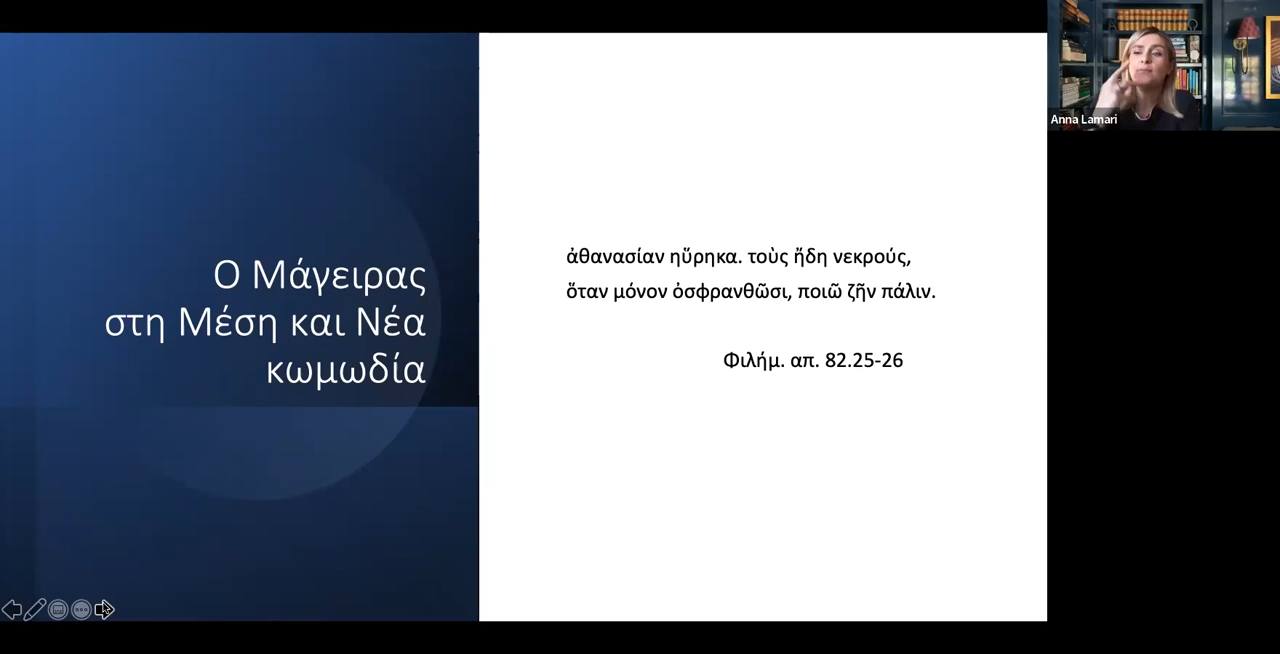 Ο Μάγειρας
στη Μέση και Νέα
κωμωδία
ἀθανασίαν ηὕρηκα. τοὺς ἤδη νεκρούς,
ὅταν μόνον ὀσφρανθῶσι, ποιῶ ζῆν πάλιν.
Φιλήμ. απ. 82.25-26
Anna Lamari